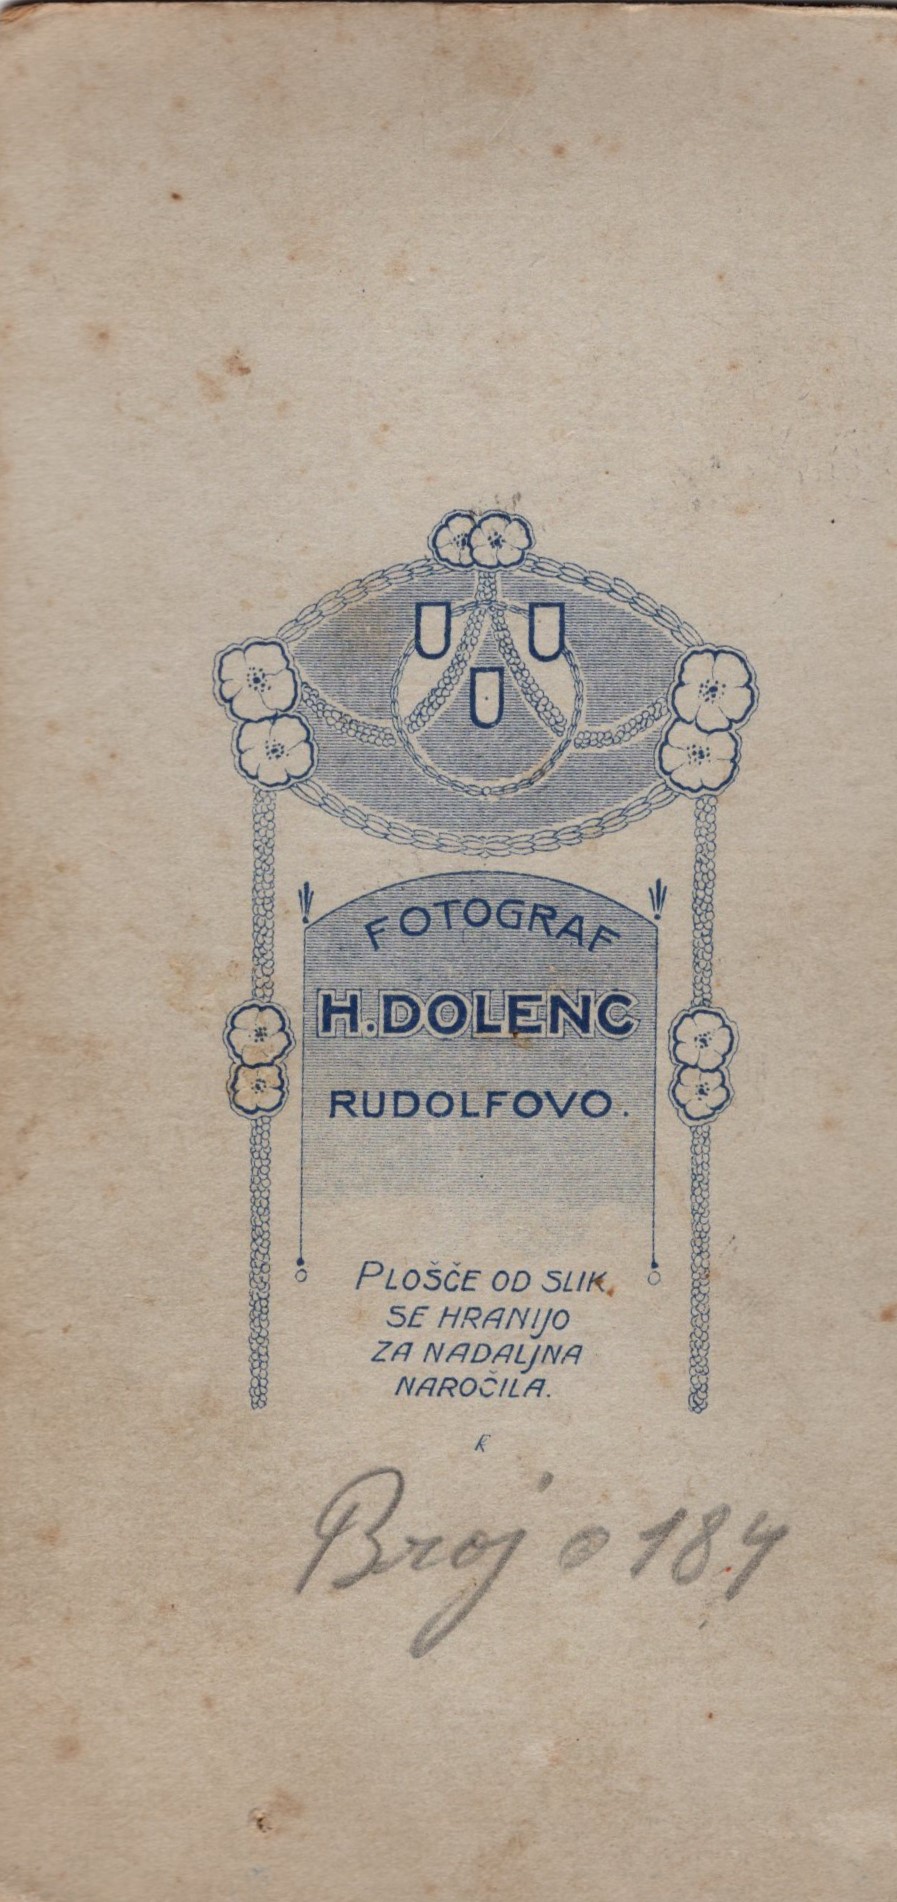 FOTOGRAF
H. DOLENC
RUDOLFOVO.
PLOŠČE OD SLIK
SE HRANIJO
ZA NADALJNA
NAROČILA.
K
Broj 184